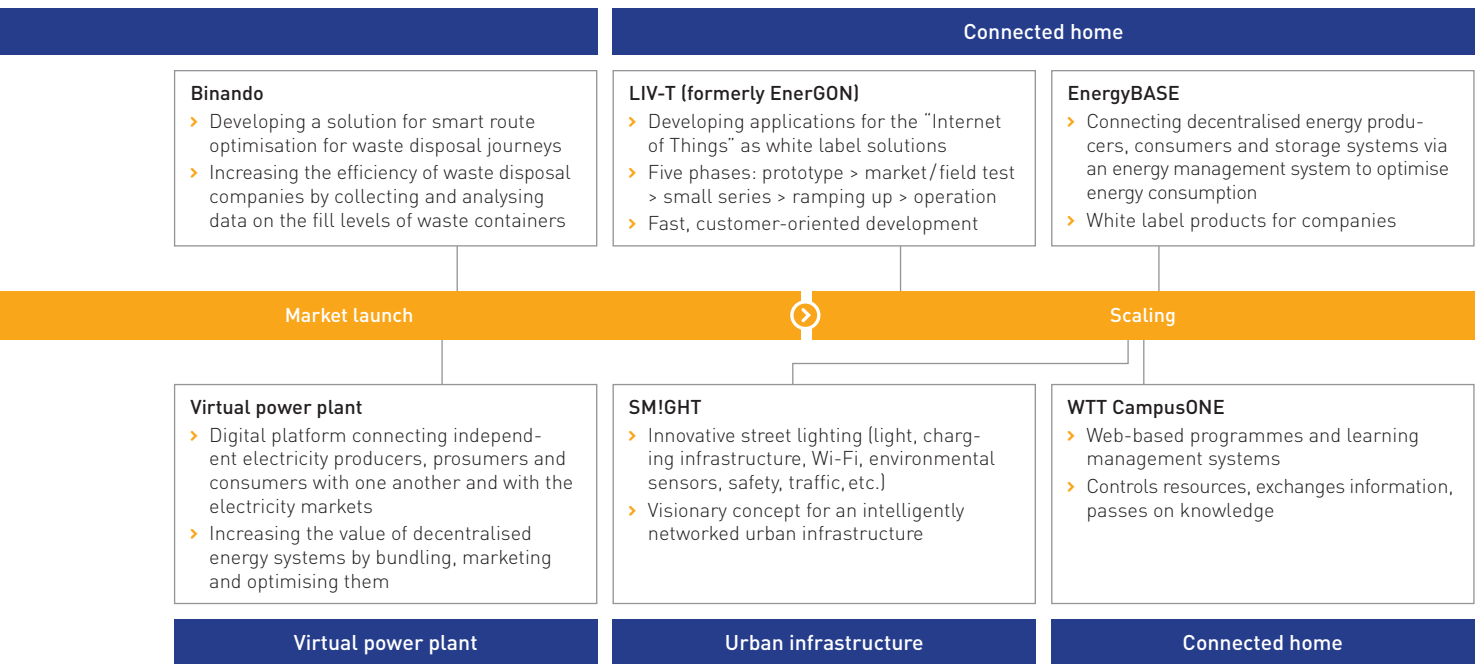 Connected home
Binando
› Developing a solution for smart route
optimisation for waste disposal journeys
› Increasing the efficiency of waste disposal
companies by collecting and analysing
data on the fill levels of waste containers
LIV-T (formerly EnerGON)
› Developing applications for the “Internet
of Things” as white label solutions
› Five phases: prototype > market/field test
> small series > ramping up > operation
› Fast, customer-oriented development
EnergyBASE
› Connecting decentralised energy produ-
cers, consumers and storage systems via
an energy management system to optimise
energy consumption
› White label products for companies
Market launch
Scaling
Virtual power plant
› Digital platform connecting independ-
ent electricity producers, prosumers and
consumers with one another and with the
electricity markets
› Increasing the value of decentralised
energy systems by bundling, marketing
and optimising them
SM!GHT
› Innovative street lighting (light, charg-
ing infrastructure, Wi-Fi, environmental
sensors, safety, traffic, etc.)
› Visionary concept for an intelligently
networked urban infrastructure
WTT CampusONE
› Web-based programmes and learning
management systems
› Controls resources, exchanges information,
passes on knowledge
Virtual power plant
Urban infrastructure
Connected home